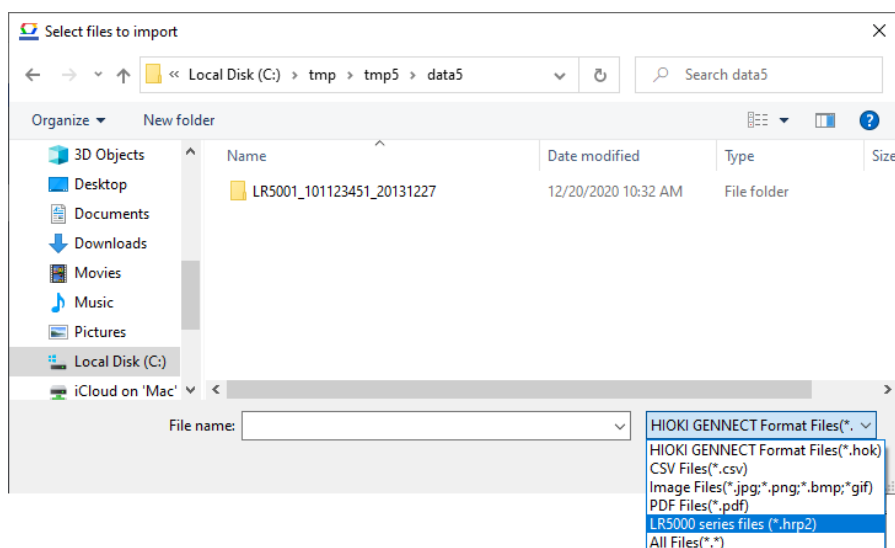 Select files to import
« Local Disk (C:) › tmp › tmp5 › data5
Search data5
Organize New folder
Name Date modified Type Size
3D Objects
Desktop
Documents
Downloads
Movies
Music
Pictures
Local Disk (C:)
iCloud on 'Mac'
LR5001_101123451_20131227 12/20/2020 10:32 AM File folder
File name:
HIOKI GENNECT Format Files(*.
HIOKI GENNECT Format Files(*.hok)
CSV Files(*.csv)
Image Files(*.jpg;*.png;*.bmp;*gif)
PDF Files(*.pdf)
LR5000 series files (*.hrp2)
All Files(*.*)